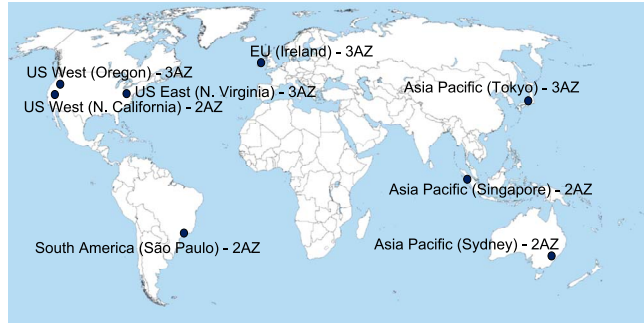 EU (Ireland) - 3AZ
US West (Oregon) - 3AZ
US East (N. Virginia) - 3AZ
Asia Pacific (Tokyo) - 3AZ
US West (N. California) - 2AZ
Asia Pacific (Singapore) - 2AZ
South America (São Paulo) - 2AZ
Asia Pacific (Sydney) - 2AZ